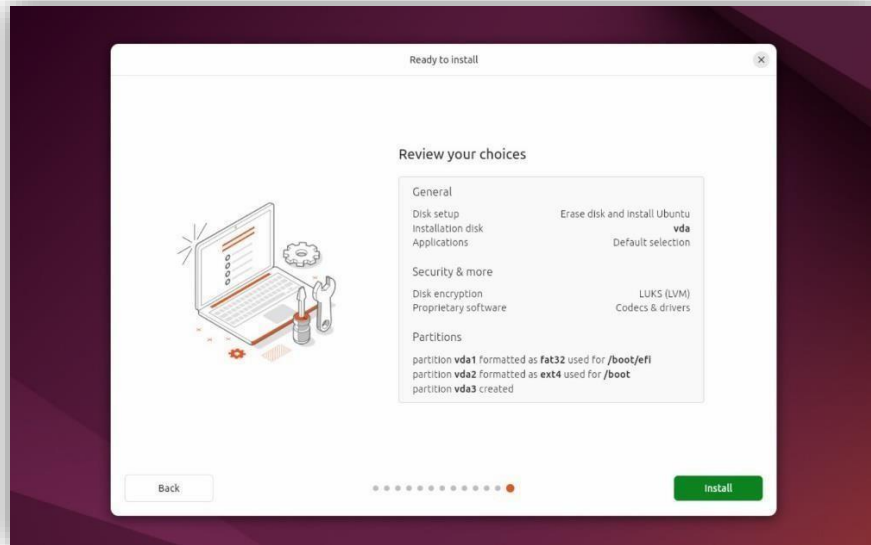 Ready to install
Review your choices
General
Disk setup Erase disk and install Ubuntu
Installation disk vda
Applications Default selection
Security & more
Disk encryption LUKS (LVM)
Proprietary software Codecs & drivers
Partitions
partition vda1 formatted as fat32 used for /boot/efi
partition vda2 formatted as ext4 used for /boot
partition vda3 created
Back
Install